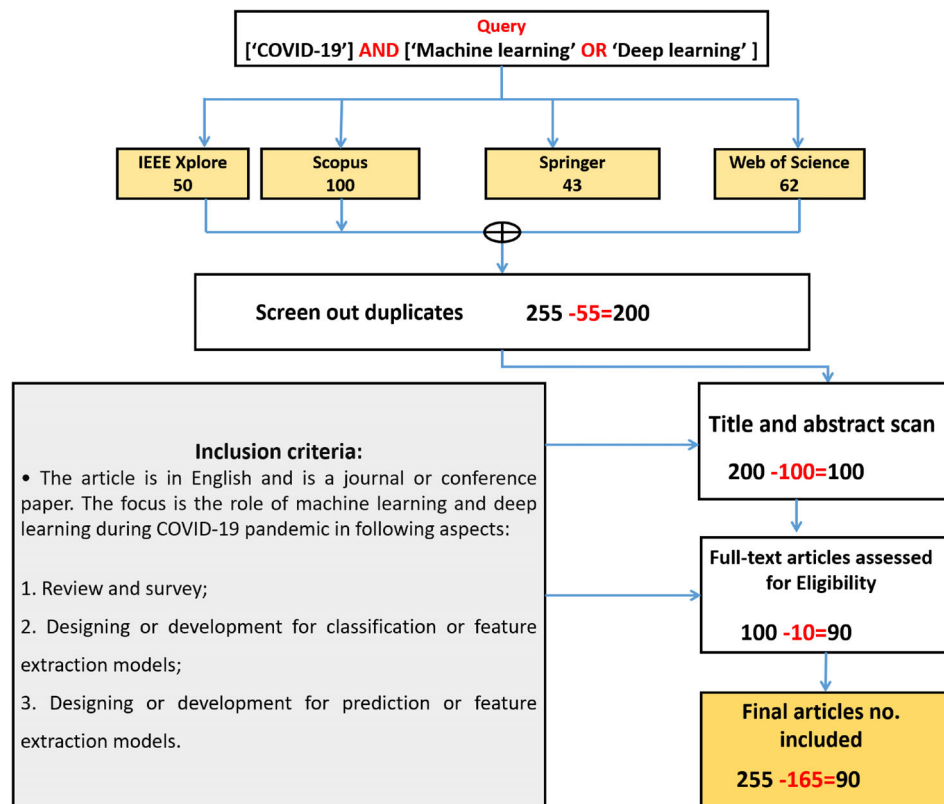 Query
['COVID-19'] AND ['Machine learning' OR 'Deep learning' ]
IEEE Xplore
50
Scopus
100
Springer
43
Web of Science
62
Screen out duplicates 255 -55=200
Inclusion criteria:
• The article is in English and is a journal or conference
paper. The focus is the role of machine learning and deep
learning during COVID-19 pandemic in following aspects:
1. Review and survey;
2. Designing or development for classification or feature
extraction models;
3. Designing or development for prediction or feature
extraction models.
Title and abstract scan
200 -100=100
Full-text articles assessed
for Eligibility
100 -10=90
Final articles no.
included
255 -165=90